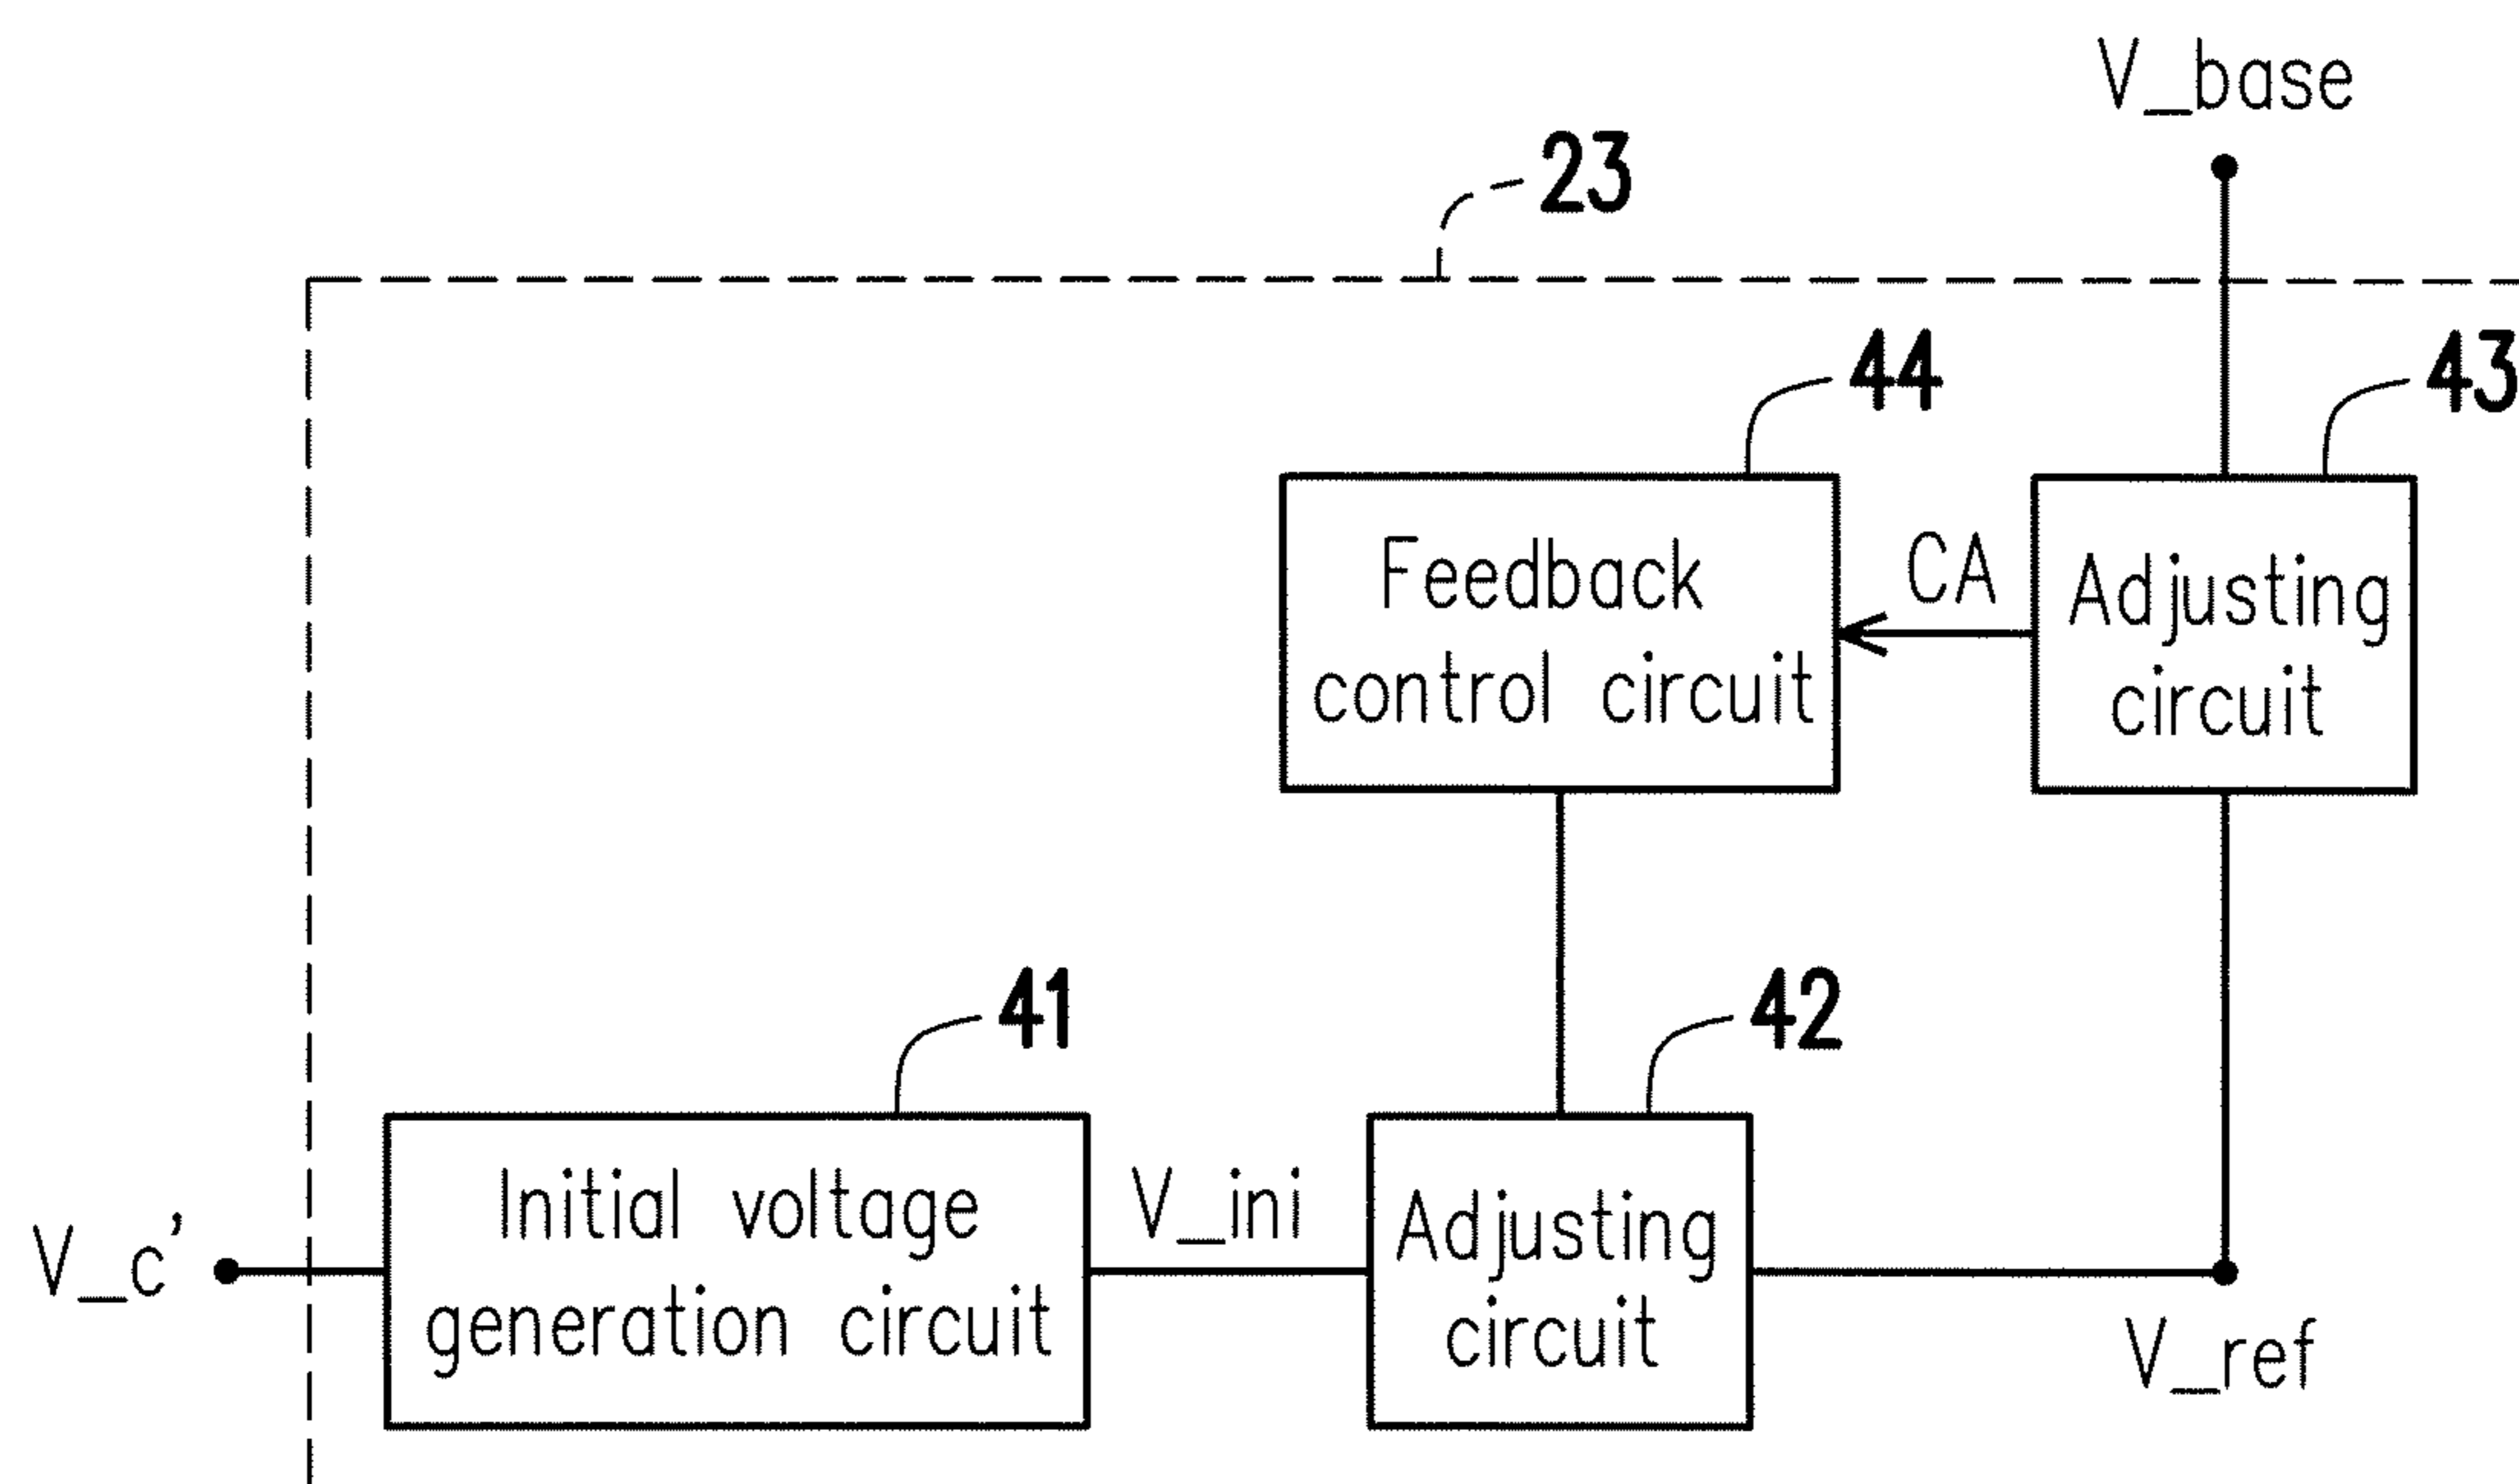 V_base
23
44
43
Feedback
control circuit
CA
Adjusting
circuit
41
42
V_c'
Initial voltage
generation circuit
V_ini
Adjusting
circuit
V_ref